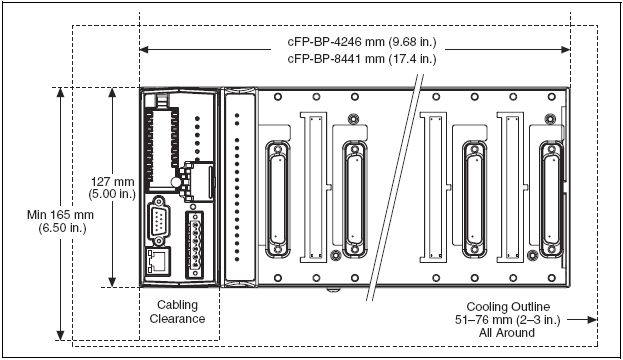 cFP-BP-4246 mm (9.68 in.)
cFP-BP-8441 mm (17.4 in.)
127 mm
(5.00 in.)
Min 165 mm
(6.50 in.)
Cabling
Clearance
Cooling Outline
51–76 mm (2–3 in.)
All Around